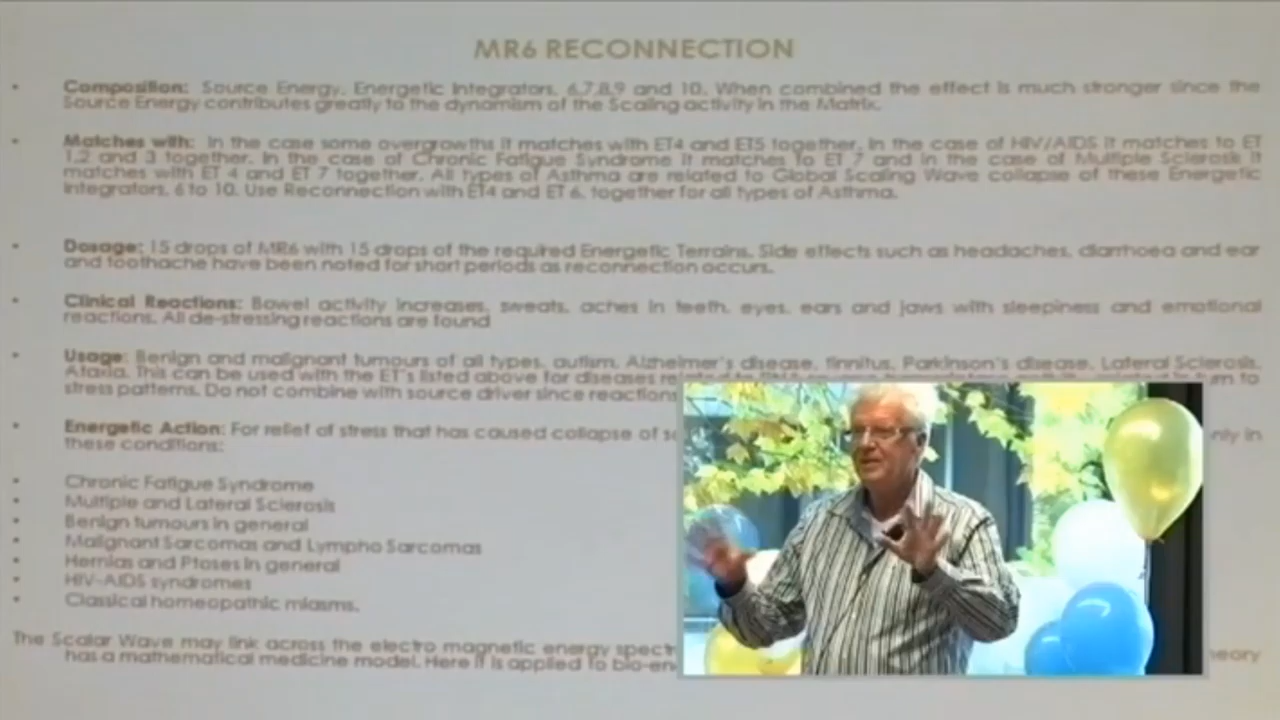 MR6 RECONNECTION
• Composition: Source Energy, Energetic Integrators, 6,7,8,9 and 10. When combined the effect is much stronger since the
Source Energy contributes greatly to the dynamism of the Scaling activity in the Matrix.
• Matches with: In the case some overgrowths it matches with ET4 and ET5 together. In the case of HIV/AIDS it matches to ET
1,2 and 3 together. In the case of Chronic Fatigue Syndrome it matches to ET 7 and in the case of Multiple Sclerosis it
matches with ET 4 and ET 7 together. All types of Asthma are related to Global Scaling Wave collapse of these Energetic
Integrators, 6 to 10. Use Reconnection with ET4 and ET 6, together for all types of Asthma.
• Dosage: 15 drops of MR6 with 15 drops of the required Energetic Terrains. Side effects such as headaches, diarrhoea and ear
and toothache have been noted for short periods as reconnection occurs.
• Clinical Reactions: Bowel activity increases, sweats, aches in teeth, eyes, ears and jaws with sleepiness and emotional
reactions. All de-stressing reactions are found
• Usage: Benign and malignant tumours of all types, autism, Alzheimer's disease, tinnitus, Parkinson's disease, Lateral Sclerosis,
Ataxia. This can be used with the ET's listed above for diseases to
stress patterns. Do not combine with source driver since reactions
• Energetic Action: For relief of stress that has caused collapse of in
these conditions:
• Chronic Fatigue Syndrome
• Multiple and Lateral Sclerosis
• Benign tumours in general
• Malignant Sarcomas and Lympho Sarcomas
• Hernias and Ptoses in general
• HIV-AIDS syndromes
• Classical homeopathic miasms.
The Scalar Wave may link across the electro magnetic energy
has a mathematical medicine model. Here it is applied to